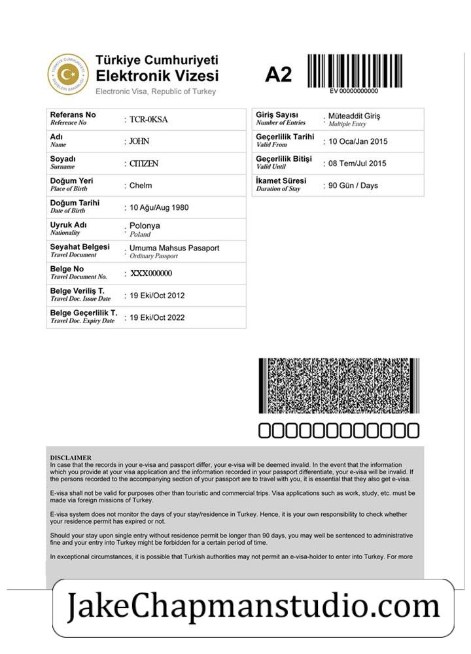 Türkiye Cumhuriyeti
Elektronik Vizesi
Electronic Visa, Republic of Turkey
A2
EV 00000000000
Referans No
Reference No
: TCR-0KSA
Adı
Name
: JOHN
Soyadı
Surname
: CITIZEN
Doğum Yeri
Place of Birth
: Chelm
Doğum Tarihi
Date of Birth
: 10 Ağu/Aug 1980
Uyruk Adı
Nationality
: Polonya
Poland
Seyahat Belgesi
Travel Document
: Umuma Mahsus Pasaport
Ordinary Passport
Belge No
Travel Document No.
: XXX000000
Belge Veriliş T.
Travel Doc. Issue Date
: 19 Eki/Oct 2012
Belge Geçerlilik T.
Travel Doc. Expiry Date
: 19 Eki/Oct 2022
Giriş Sayısı
Number of Entries
: Müteaddit Giriş
Multiple Entry
Geçerlilik Tarihi
Valid From
: 10 Oca/Jan 2015
Geçerlilik Bitişi
Valid Until
: 08 Tem/Jul 2015
İkamet Süresi
Duration of Stay
: 90 Gün / Days
000000000000
DISCLAIMER
In case that the records in your e-visa and passport differ, your e-visa will be deemed invalid. In the event that the information
which you provide at your visa application and the information recorded in your passport differentiate, your e-visa will be invalid. If
the persons recorded to the accompanying section of your passport are to travel with you, it is essential that they also get e-visa.
E-visa shall not be valid for purposes other than touristic and commercial trips. Visa applications such as work, study, etc. must be
made via foreign missions of Turkey.
E-visa system does not monitor the days of your stay/residence in Turkey. Hence, it is your own responsibility to check whether
your residence permit has expired or not.
Should your stay upon single entry without residence permit be longer than 90 days, you may well be sentenced to administrative
fine and your entry into Turkey might be forbidden for a certain period of time.
In exceptional circumstances, it is possible that Turkish authorities may not permit an e-visa-holder to enter into Turkey. For more
JakeChapmanstudio.com